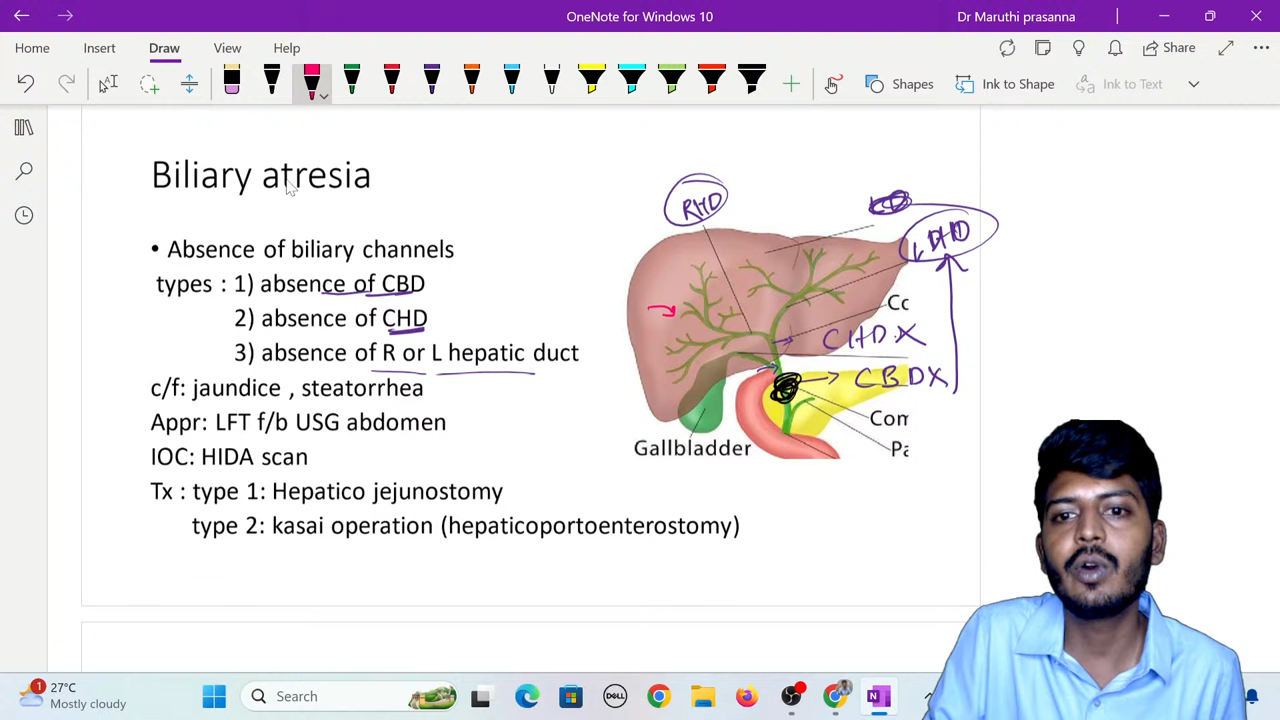 OneNote for Windows 10
Dr Maruthi prasanna
Home
Insert
Draw
View
Help
Share
Shapes
Ink to Shape
Ink to Text
Biliary atresia
• Absence of biliary channels
types : 1) absence of CBD
2) absence of CHD
3) absence of R or L hepatic duct
c/f: jaundice , steatorrhea
Appr: LFT f/b USG abdomen
IOC: HIDA scan
Tx : type 1: Hepatico jejunostomy
type 2: kasai operation (hepaticoportoenterostomy)
RHD
Co
CHD X
CBD X
Com
Pa
Gallbladder
1
27°C
Mostly cloudy
Search
DELL
N